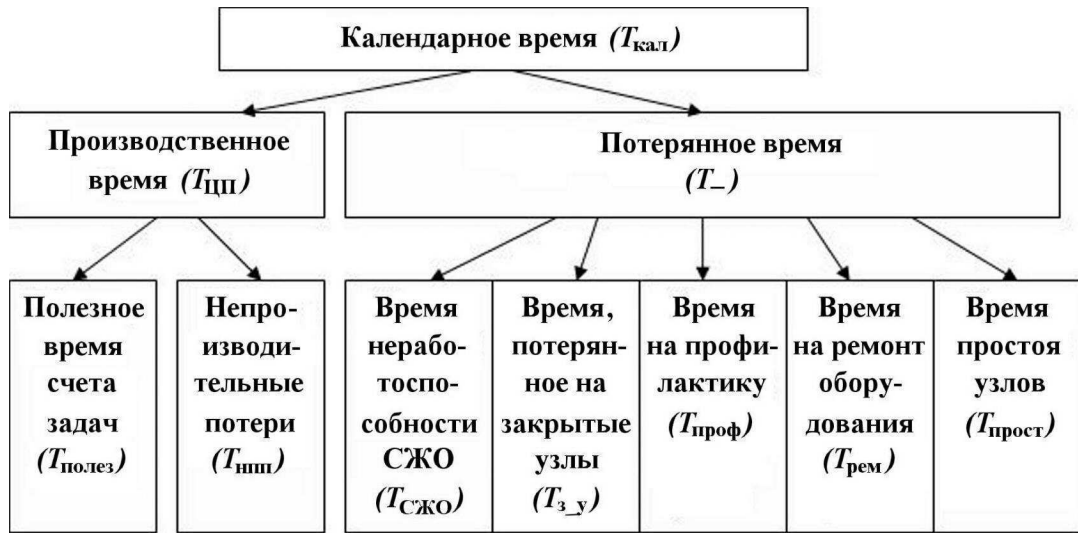 Календарное время (Tкал)
Производственное
время (TЦП)
Потерянное время
(T–)
Полезное
время
счета
задач
(Tполез)
Непро-
изводи-
тельные
потери
(Tнпп)
Время
нерабо-
тоспо-
собности
СЖО
(TСЖО)
Время,
потерян-
ное на
закрытые
узлы
(Tз_у)
Время
на профи-
лактику
(Tпроф)
Время
на ремонт
обору-
дования
(Tрем)
Время
простоя
узлов
(Tпрост)